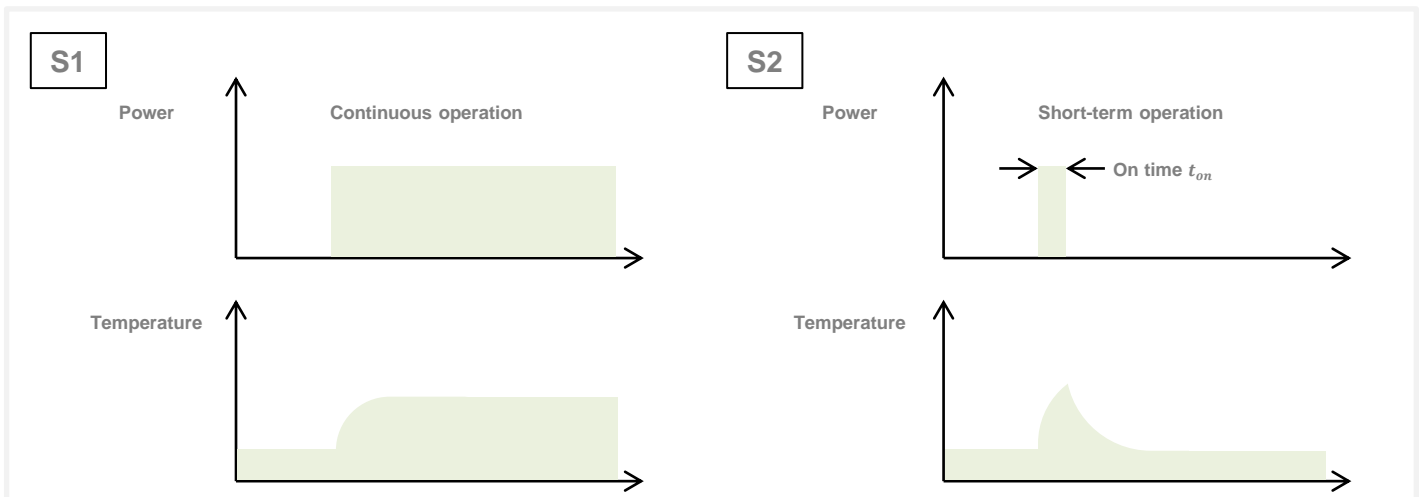 S1
Power
Continuous operation
Temperature
S2
Power
Short-term operation
On time t_on
Temperature